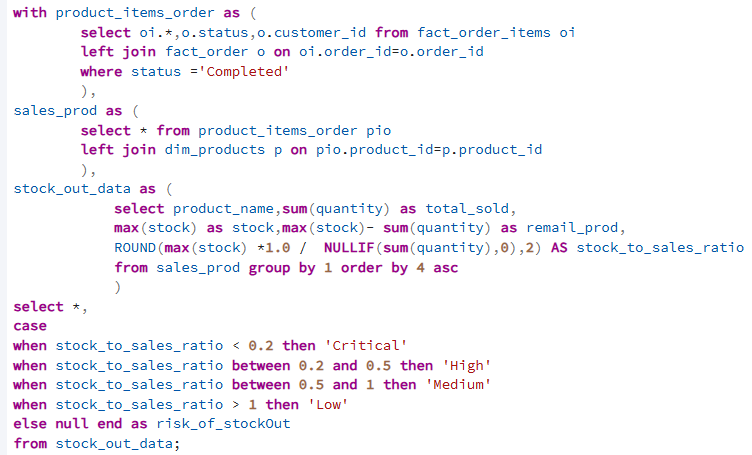 with product_items_order as (
select oi.*,o.status,o.customer_id from fact_order_items oi
left join fact_order o on oi.order_id=o.order_id
where status ='Completed'
),
sales_prod as (
select * from product_items_order pio
left join dim_products p on pio.product_id=p.product_id
),
stock_out_data as (
select product_name,sum(quantity) as total_sold,
max(stock) as stock,max(stock)- sum(quantity) as remail_prod,
ROUND(max(stock) *1.0 / NULLIF(sum(quantity),0),2) AS stock_to_sales_ratio
from sales_prod group by 1 order by 4 asc
)
select *,
case
when stock_to_sales_ratio < 0.2 then 'Critical'
when stock_to_sales_ratio between 0.2 and 0.5 then 'High'
when stock_to_sales_ratio between 0.5 and 1 then 'Medium'
when stock_to_sales_ratio > 1 then 'Low'
else null end as risk_of_stockOut
from stock_out_data;